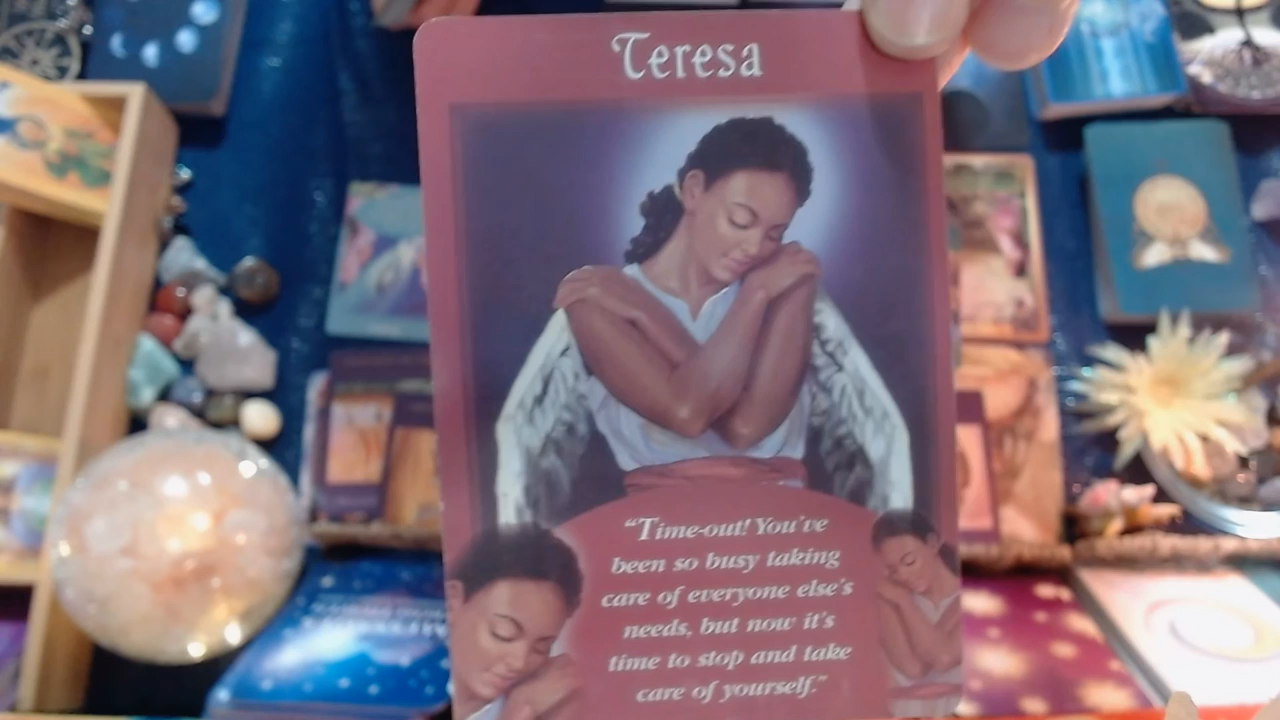 Teresa
"Time-out! You've
been so busy taking
care of everyone else's
needs, but now it's
time to stop and take
care of yourself."